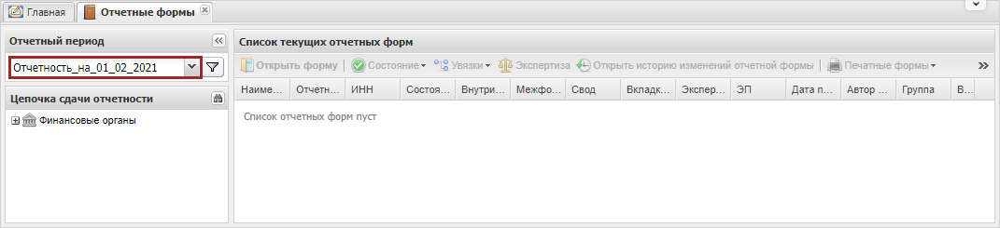 Главная Отчетные формы
Отчетный период
Отчетность_на_01_02_2021
Цепочка сдачи отчетности
Финансовые органы
Список текущих отчетных форм
Открыть форму Состояние Увязки Экспертиза Открыть историю изменений отчетной формы Печатные формы
Наиме... Отчетн... ИНН Состоя... Внутри... Межфо... Свод Вкладк... Экспер... ЭП Дата п... Автор ... Группа В...
Список отчетных форм пуст